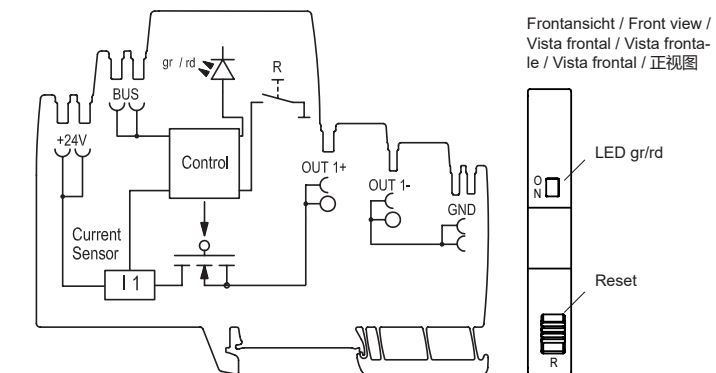 Frontansicht / Front view /
Vista frontal / Vista fronta-
le / Vista frontal / 正视图
gr / rd
R
BUS
+24V
Control
OUT 1+
OUT 1-
GND
Current
Sensor
I 1
LED gr/rd
O
N
Reset
R